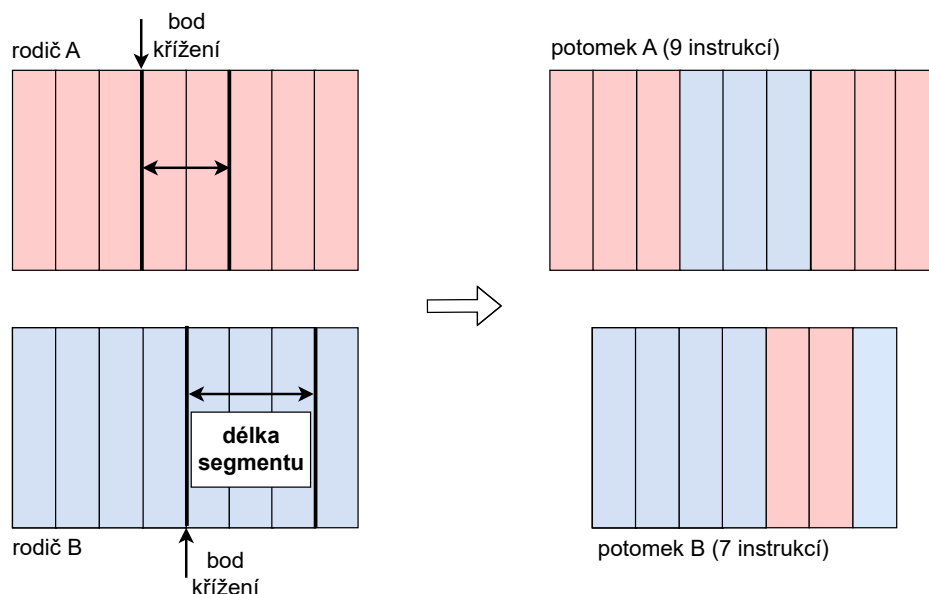 bod
křížení
rodič A
potomek A (9 instrukcí)
délka
segmentu
rodič B
bod
křížení
potomek B (7 instrukcí)